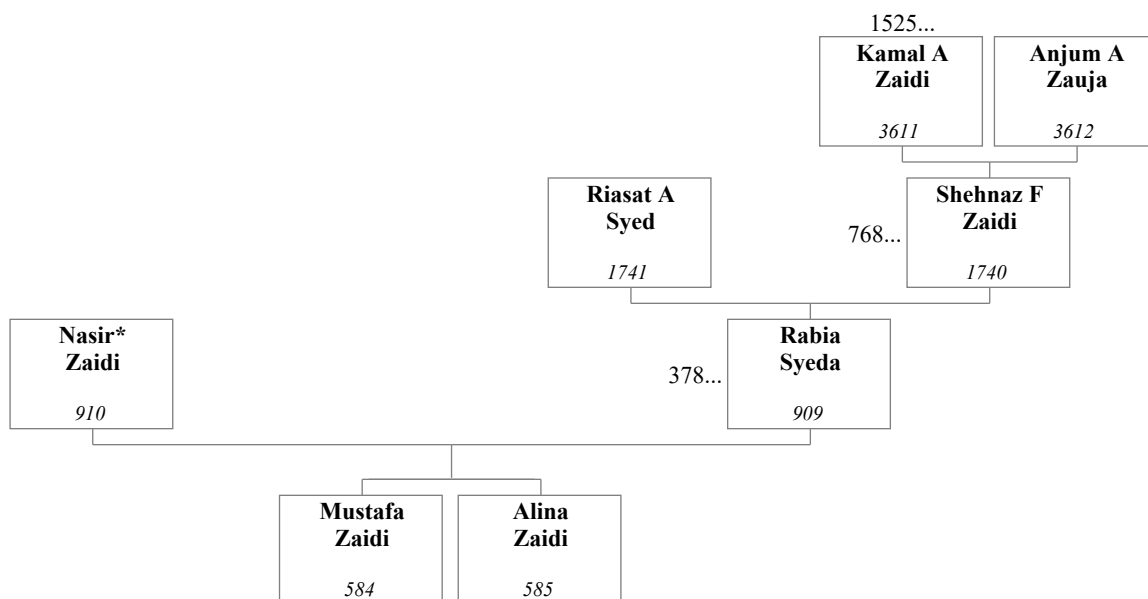 1525...
Kamal A
Zaidi
3611
Anjum A
Zauja
3612
Riasat A
Syed
1741
768...
Shehnaz F
Zaidi
1740
Nasir*
Zaidi
910
378...
Rabia
Syeda
909
Mustafa
Zaidi
584
Alina
Zaidi
585